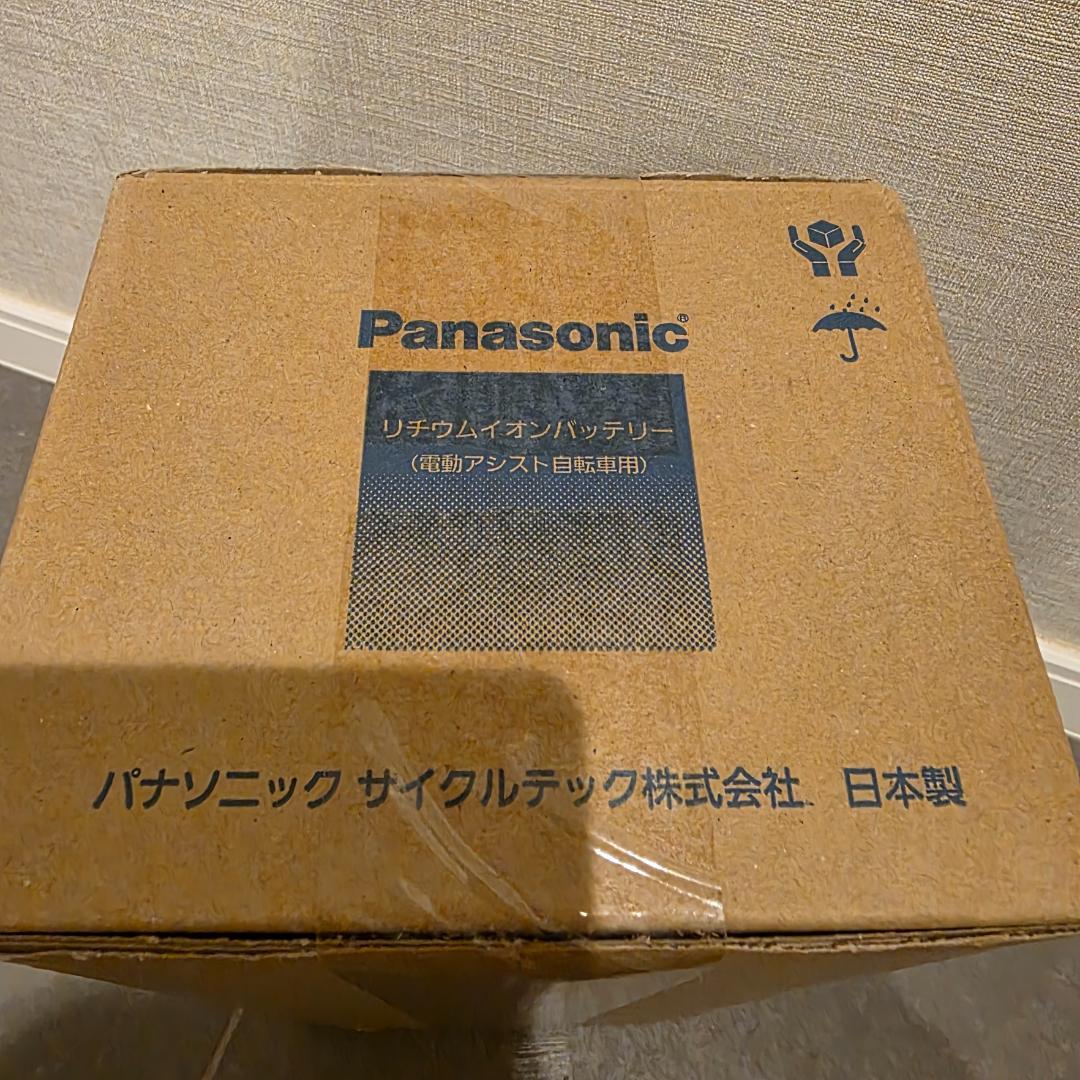 Panasonic®
リチウムイオンバッテリー
(電動アシスト自転車用)
パナソニック サイクルテック株式会社 日本製